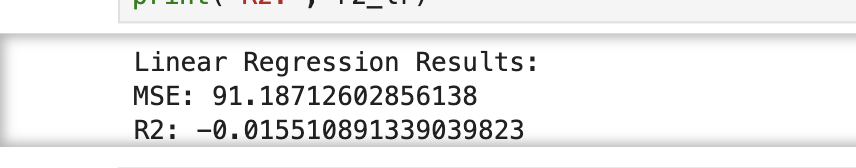 Linear Regression Results:
MSE: 91.18712602856138
R2: -0.015510891339039823